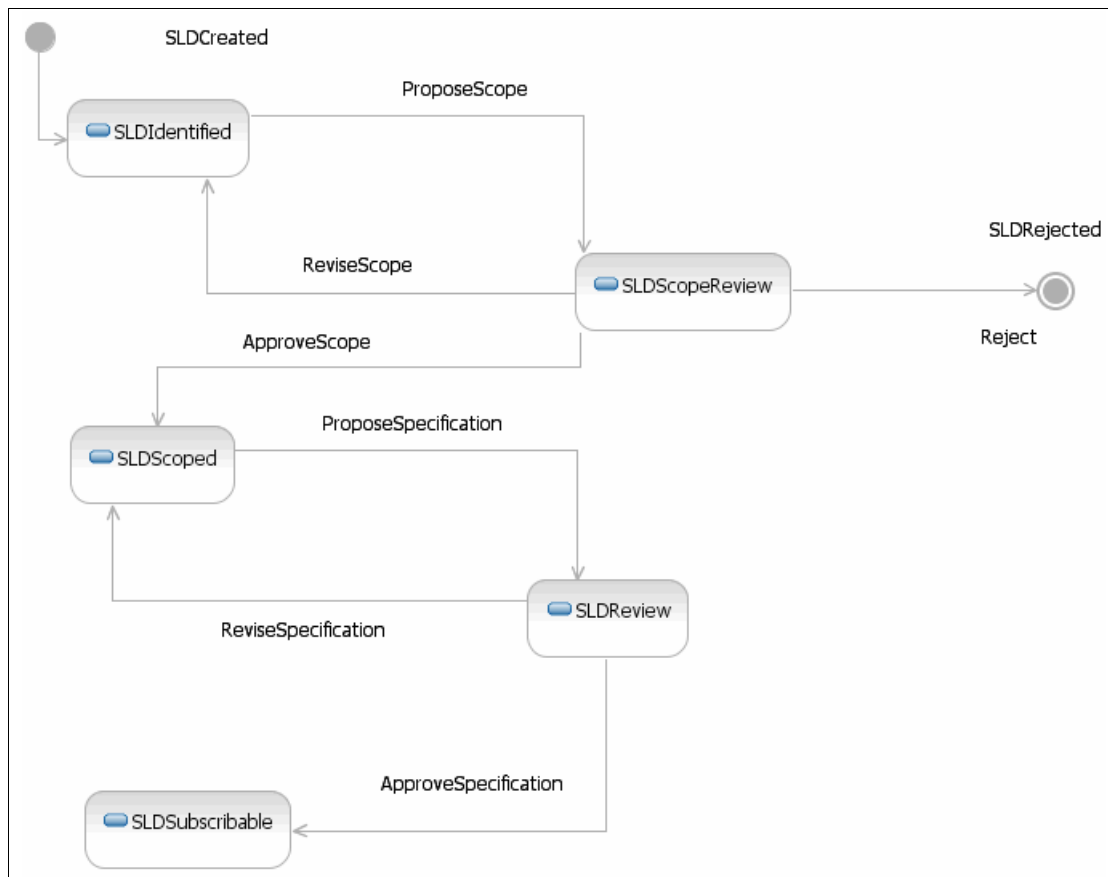 SLDCreated
ProposeScope
SLDIdentified
SLDRejected
ReviseScope
SLDScopeReview
Reject
ApproveScope
ProposeSpecification
SLDScoped
SLDReview
ReviseSpecification
ApproveSpecification
SLDSubscribable